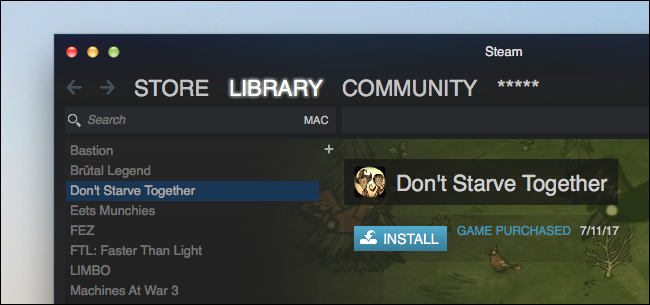 Steam
STORE LIBRARY COMMUNITY *****
Search MAC
Bastion +
Brütal Legend
Don't Starve Together
Eets Munchies
FEZ
FTL: Faster Than Light
LIMBO
Machines At War 3
Don't Starve Together
INSTALL GAME PURCHASED 7/11/17